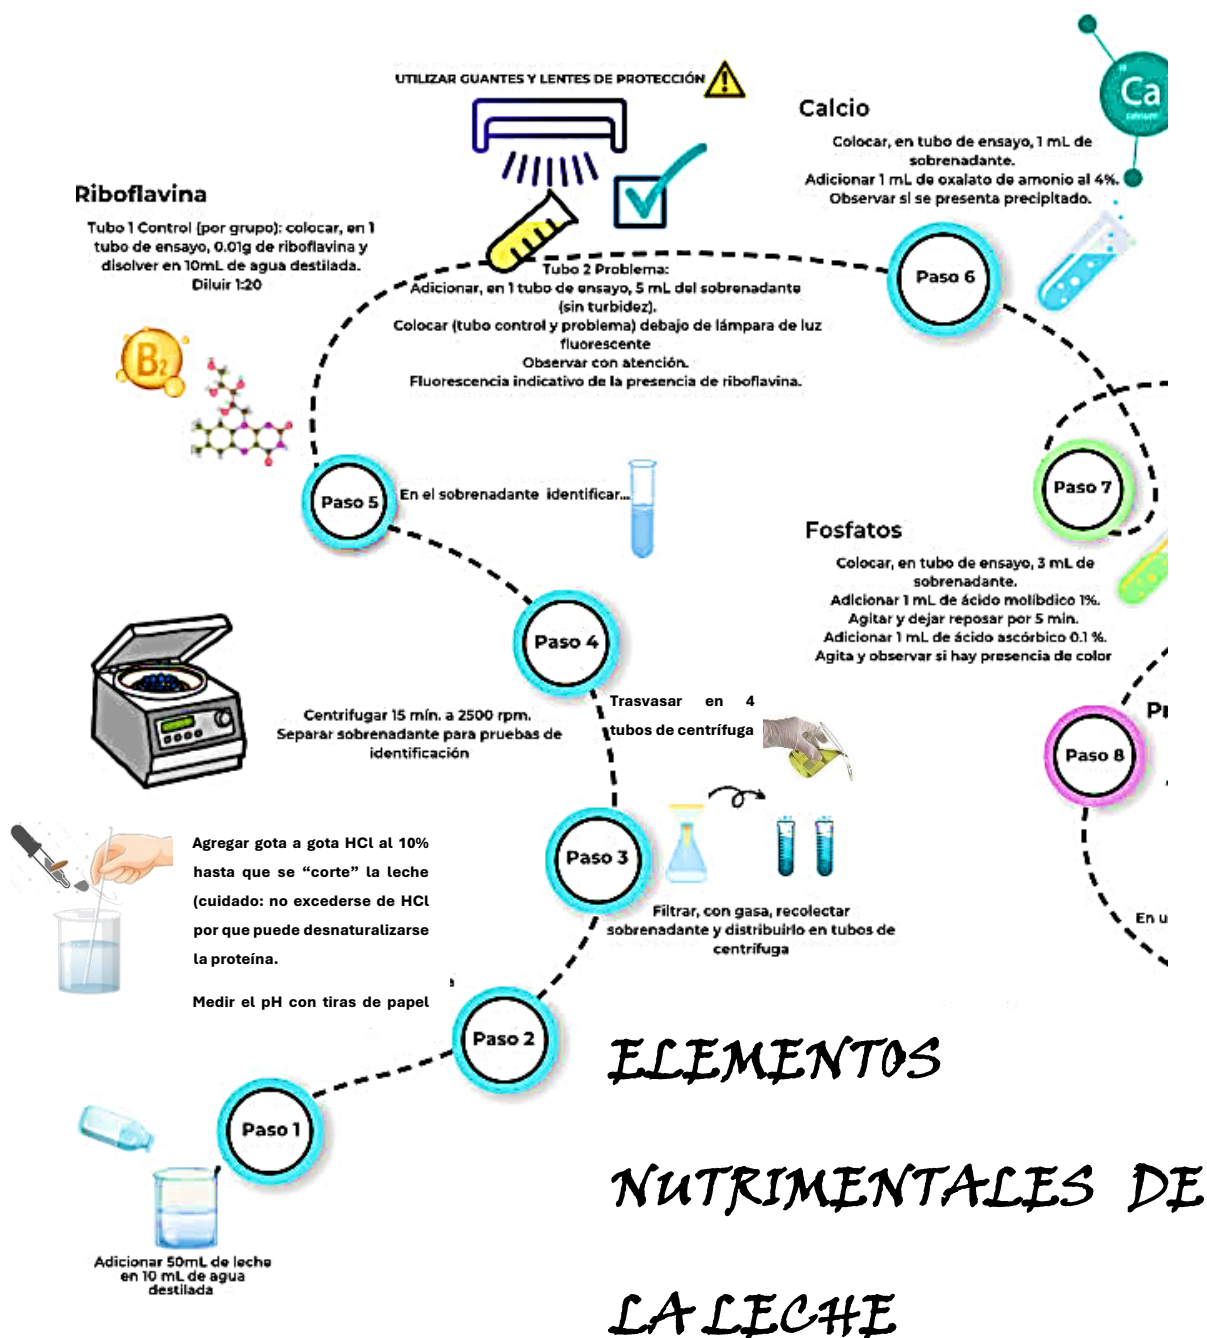 UTILIZAR GUANTES Y LENTES DE PROTECCIÓN
Calcio
Ca
Colocar, en tubo de ensayo, 1 mL de
sobrenadante.
Adicionar 1 mL de oxalato de amonio al 4%.
Observar si se presenta precipitado.
Riboflavina
Tubo 1 Control (por grupo): colocar, en 1
tubo de ensayo, 0.01g de riboflavina y
disolver en 10mL de agua destilada.
Diluir 1:20
B2
Tubo 2 Problema:
Adicionar, en 1 tubo de ensayo, 5 mL del sobrenadante
(sin turbidez).
Colocar (tubo control y problema) debajo de lámpara de luz
fluorescente
Observar con atención.
Fluorescencia indicativo de la presencia de riboflavina.
Paso 6
Paso 5
En el sobrenadante identificar...
Paso 7
Fosfatos
Colocar, en tubo de ensayo, 3 mL de
sobrenadante.
Adicionar 1 mL de ácido molíbdico 1%.
Agitar y dejar reposar por 5 min.
Adicionar 1 mL de ácido ascórbico 0.1 %.
Agita y observar si hay presencia de color
Paso 4
Centrifugar 15 mín. a 2500 rpm.
Separar sobrenadante para pruebas de
identificación
Trasvasar en 4
tubos de centrífuga
Pr
Paso 8
Paso 3
Agregar gota a gota HCl al 10%
hasta que se “corte” la leche
(cuidado: no excederse de HCl
por que puede desnaturalizarse
la proteína.
Medir el pH con tiras de papel
Filtrar, con gasa, recolectar
sobrenadante y distribuirlo en tubos de
centrífuga
En u
Paso 2
Paso 1
Adicionar 50mL de leche
en 10 mL de agua
destilada
ELEMENTOS
NUTRIMENTALES DE
LA LECHE